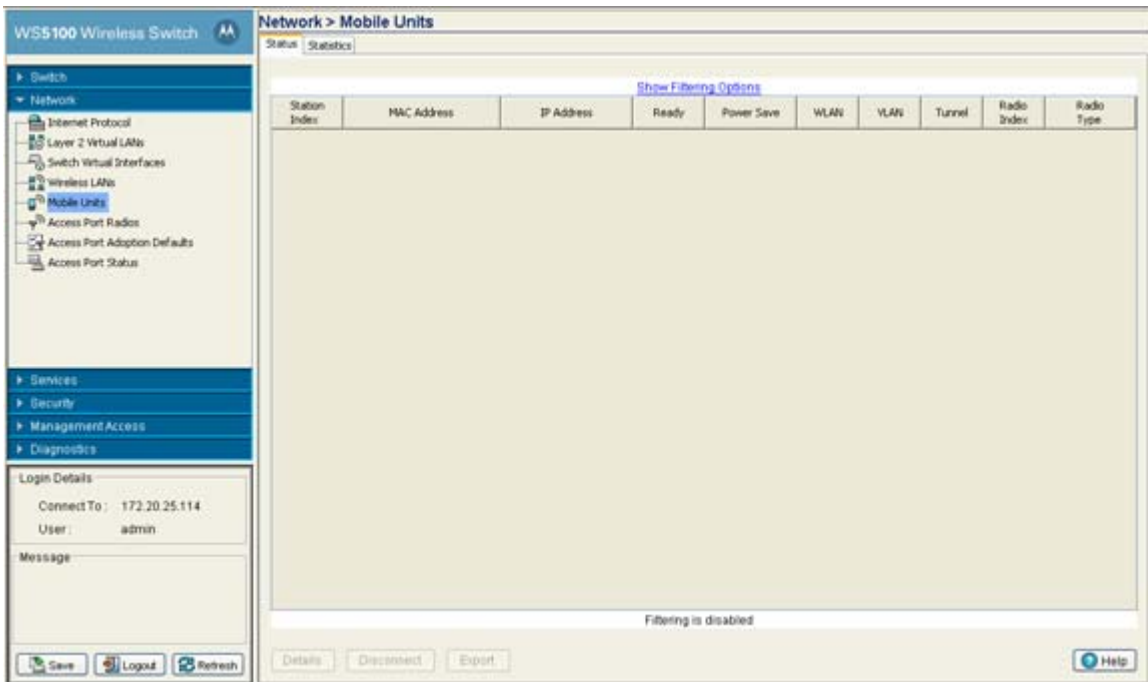 WS5100 Wireless Switch
Network > Mobile Units
Status Statistics
Switch
Network
Internet Protocol
Layer 2 Virtual LANs
Switch Virtual Interfaces
Wireless LANs
Mobile Units
Access Port Radios
Access Port Adoption Defaults
Access Port Status
Services
Security
Management Access
Diagnostics
Login Details
Connect To : 172.20.25.114
User : admin
Message
Save Logout Refresh
Show Filtering Options
Station Index MAC Address IP Address Ready Power Save WLAN VLAN Tunnel Radio Index Radio Type
Filtering is disabled
Details Disconnect Export Help